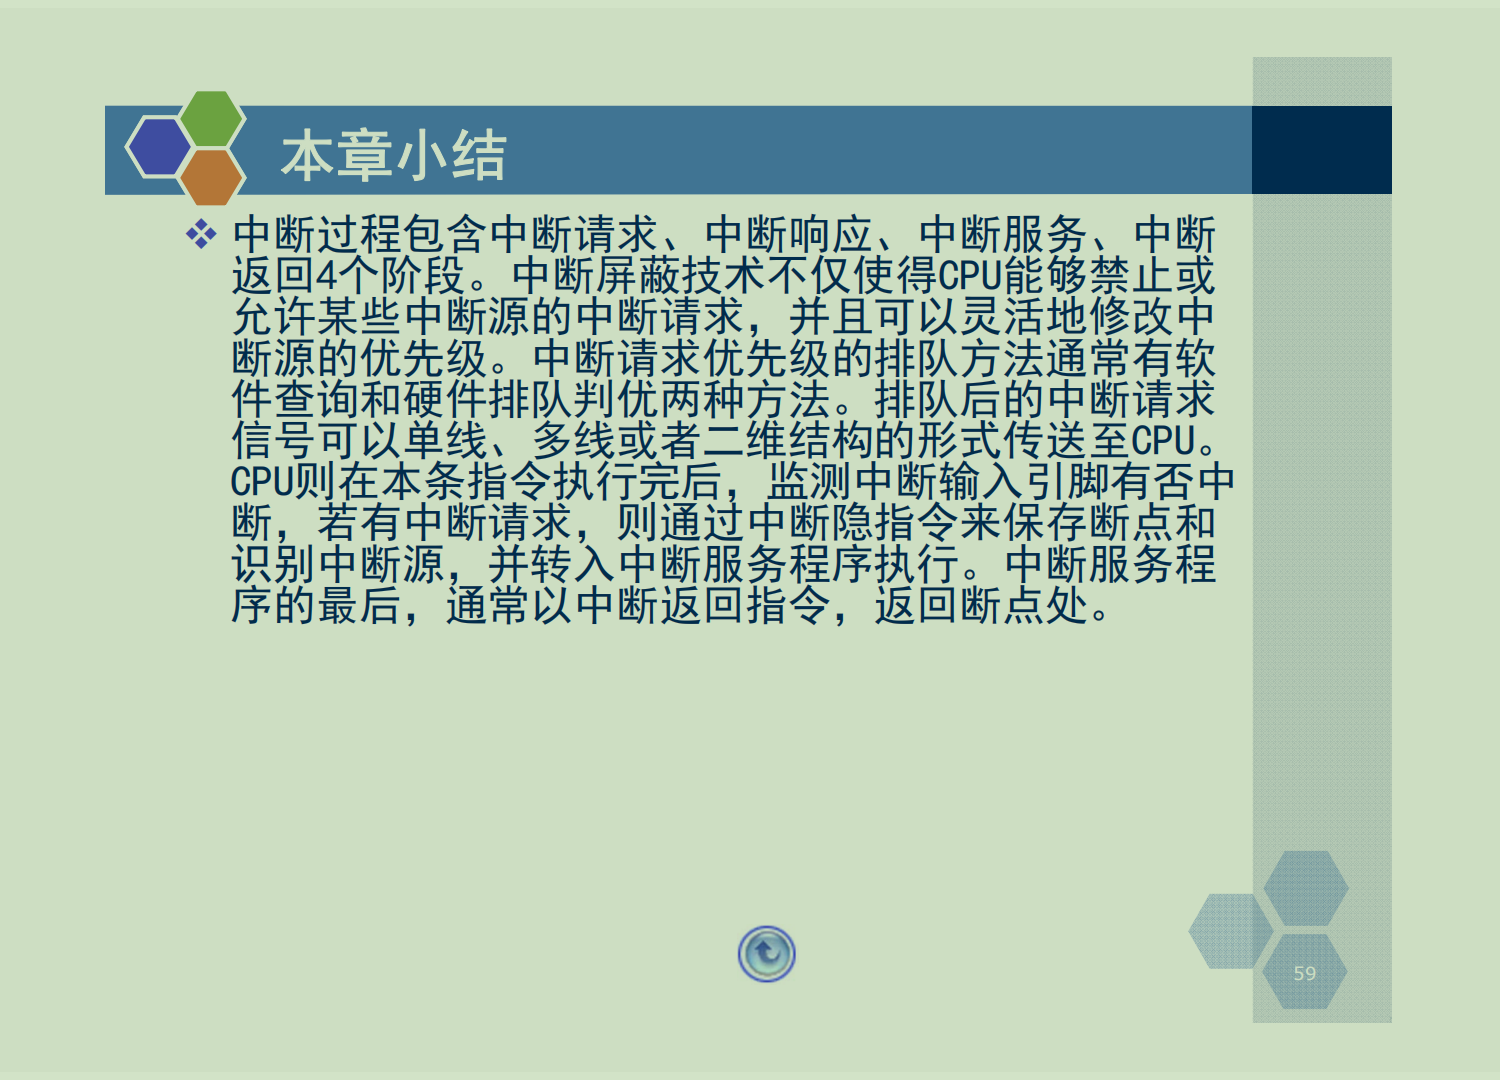 本章小结
中断过程包含中断请求、中断响应、中断服务、中断
返回4个阶段。中断屏蔽技术不仅使得CPU能够禁止或
允许某些中断源的中断请求，并且可以灵活地修改中
断源的优先级。中断请求优先级的排队方法通常有软
件查询和硬件排队判优两种方法。排队后的中断请求
信号可以单线、多线或者二维结构的形式传送至CPU。
CPU则在本条指令执行完后，监测中断输入引脚有否中
断，若有中断请求，则通过中断隐指令来保存断点和
识别中断源，并转入中断服务程序执行。中断服务程
序的最后，通常以中断返回指令，返回断点处。
59